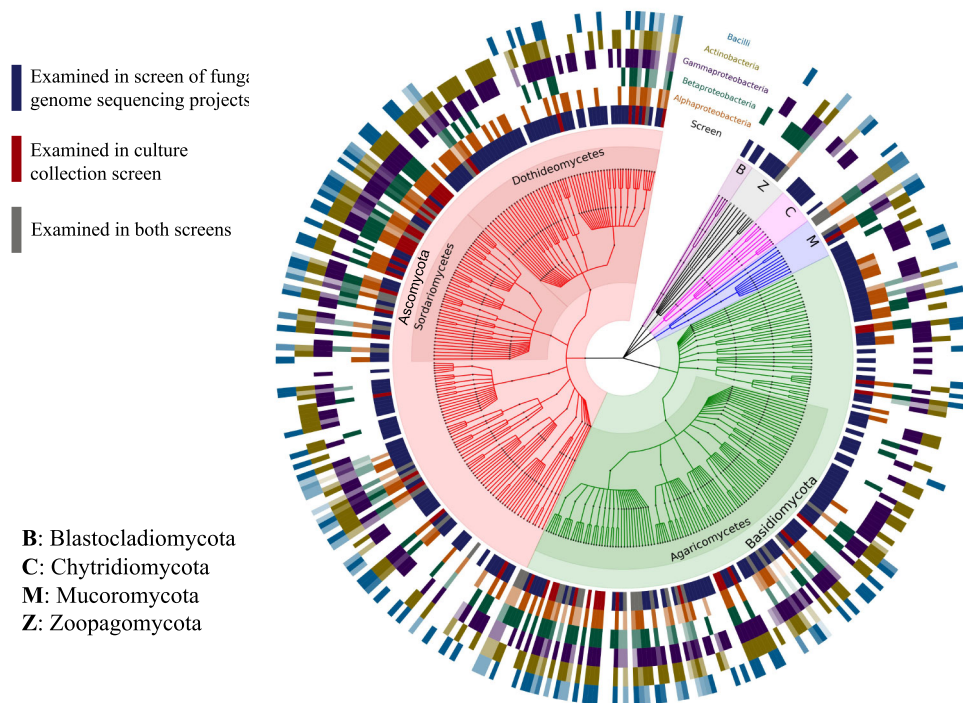 Examined in screen of funga
genome sequencing projects
Examined in culture
collection screen
Examined in both screens
B: Blastocladiomycota
C: Chytridiomycota
M: Mucoromycota
Z: Zoopagomycota
Bacilli
Actinobacteria
Gammaproteobacteria
Betaproteobacteria
Alphaproteobacteria
Screen
B
Z
C
M
Dothideomycetes
Sordariomycetes
Ascomycota
Agaricomycetes
Basidiomycota